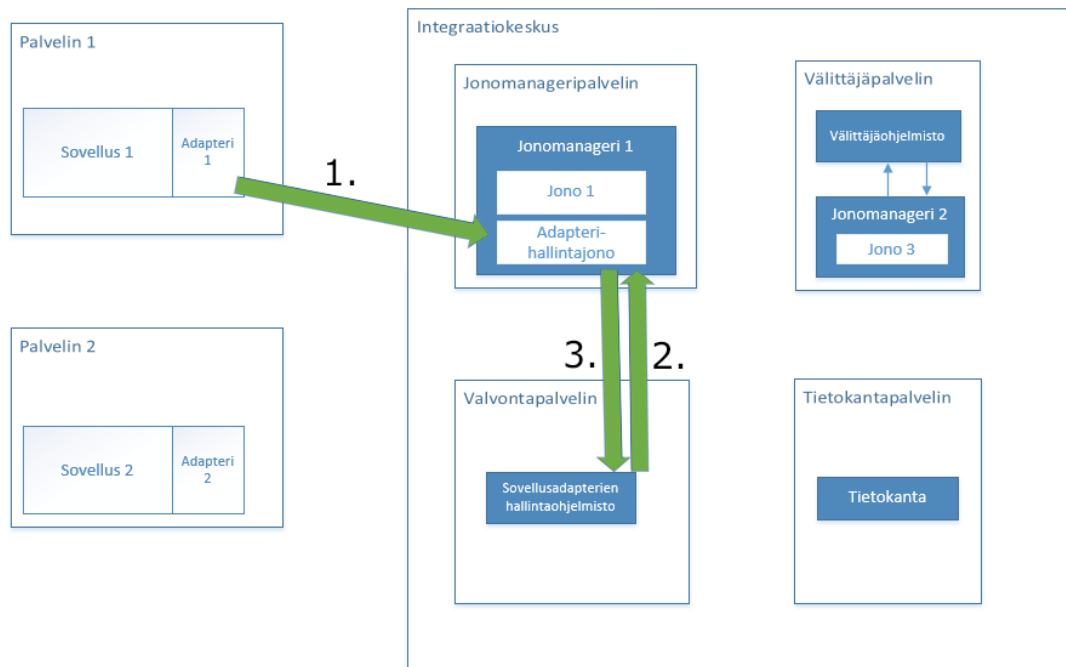 Palvelin 1
Sovellus 1
Adapteri
1
1.
Integraatiokeskus
Jonomanageripalvelin
Jonomanageri 1
Jono 1
Adapteri-
hallintajono
Välittäjäpalvelin
Välittäjäohjelmisto
Jonomanageri 2
Jono 3
Palvelin 2
Sovellus 2
Adapteri
2
3.
2.
Valvontapalvelin
Sovellusadapterien
hallintaohjelmisto
Tietokantapalvelin
Tietokanta